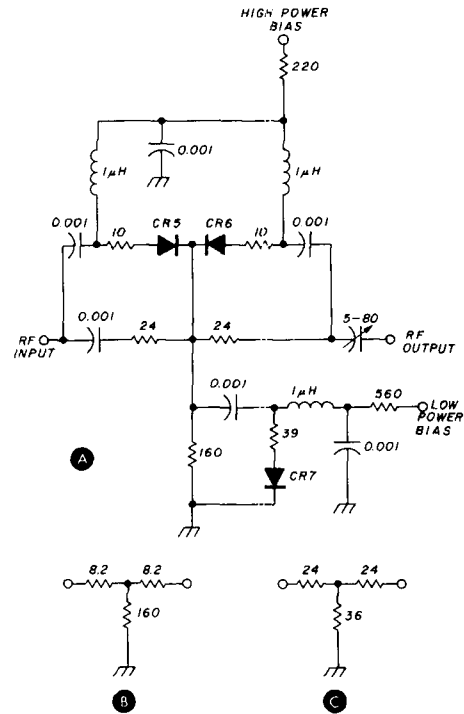 HIGH POWER
BIAS
220
0.001
1μH
1μH
0.001
10
CR5
CR6
10
0.001
RF
INPUT
0.001
24
24
5-80
RF
OUTPUT
0.001
1μH
560
LOW
POWER
BIAS
39
0.001
A
160
CR7
8.2
8.2
160
B
24
24
36
C